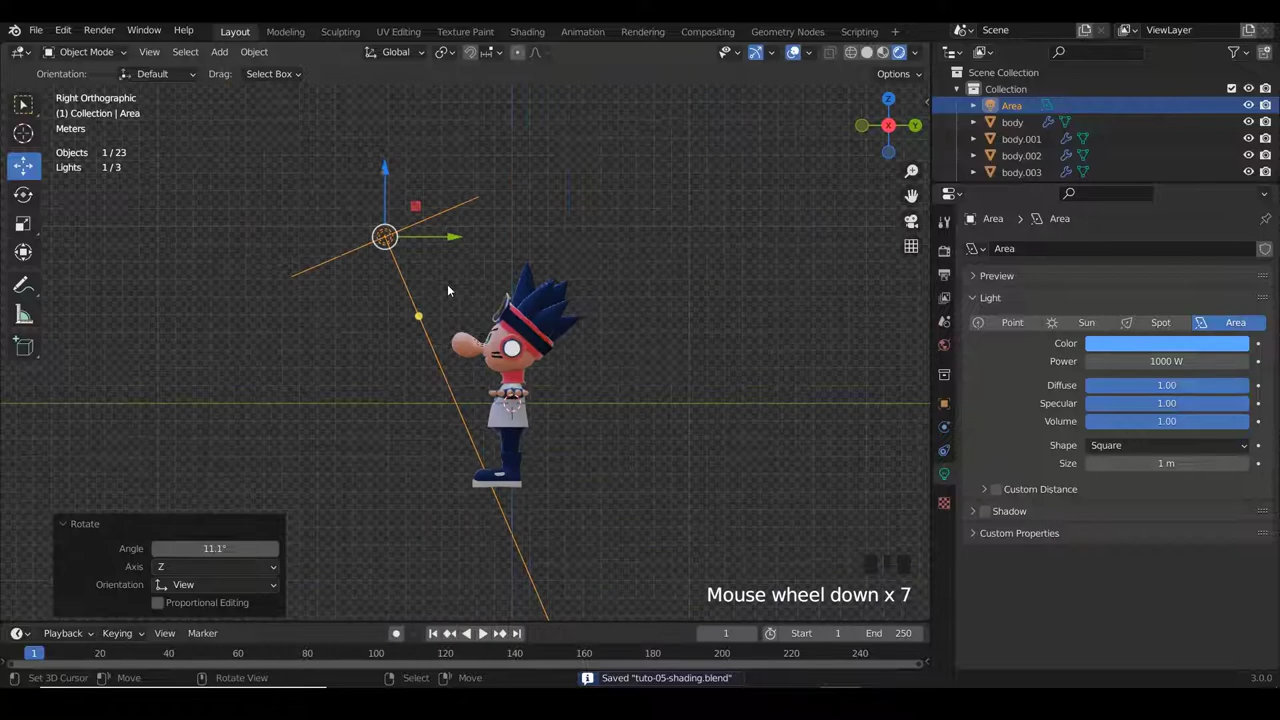 File Edit Render Window Help Layout Modeling Sculpting UV Editing Texture Paint Shading Animation Rendering Compositing Geometry Nodes Scripting Scene ViewLayer
Object Mode View Select Add Object Global
Orientation: Default Drag: Select Box Options
Right Orthographic
(1) Collection | Area
Meters
Objects 1 / 23
Lights 1 / 3
Z
X
Y
Scene Collection
Collection
Area
body
body.001
body.002
body.003
Area Area
Area
Preview
Light
Point Sun Spot Area
Color
Power 1000 W
Diffuse 1.00
Specular 1.00
Volume 1.00
Shape Square
Size 1 m
Custom Distance
Shadow
Custom Properties
Rotate
Angle 11.1°
Axis Z
Orientation View
Proportional Editing
Mouse wheel down x 7
Playback Keying View Marker 1 Start 1 End 250
1 20 40 60 80 100 120 140 160 180 200 220 240
Set 3D Cursor Move Rotate View Select Move Saved "tuto-05-shading.blend" 3.0.0